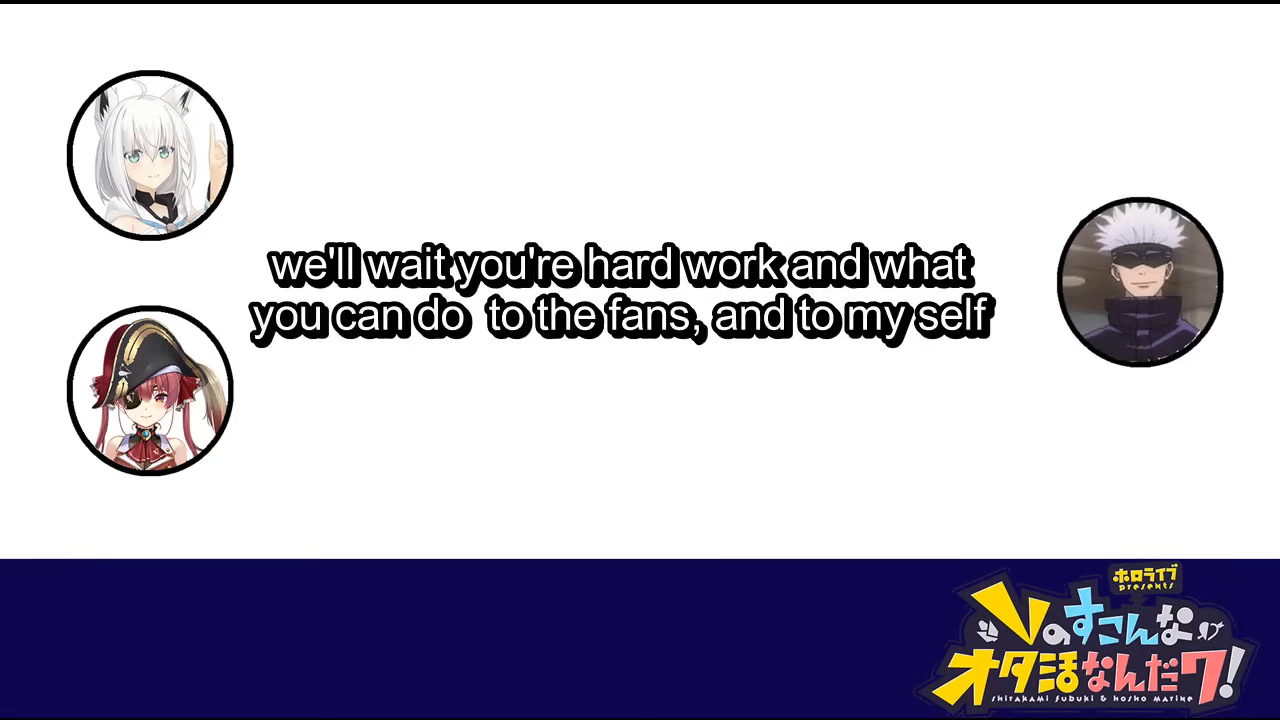 we'll wait you're hard work and what
you can do  to the fans, and to my self
ホロライブ
presents
Vのすこんな
オタ活なんだワ!
SHIRAKAMI FUBUKI & HOSHO MARINE